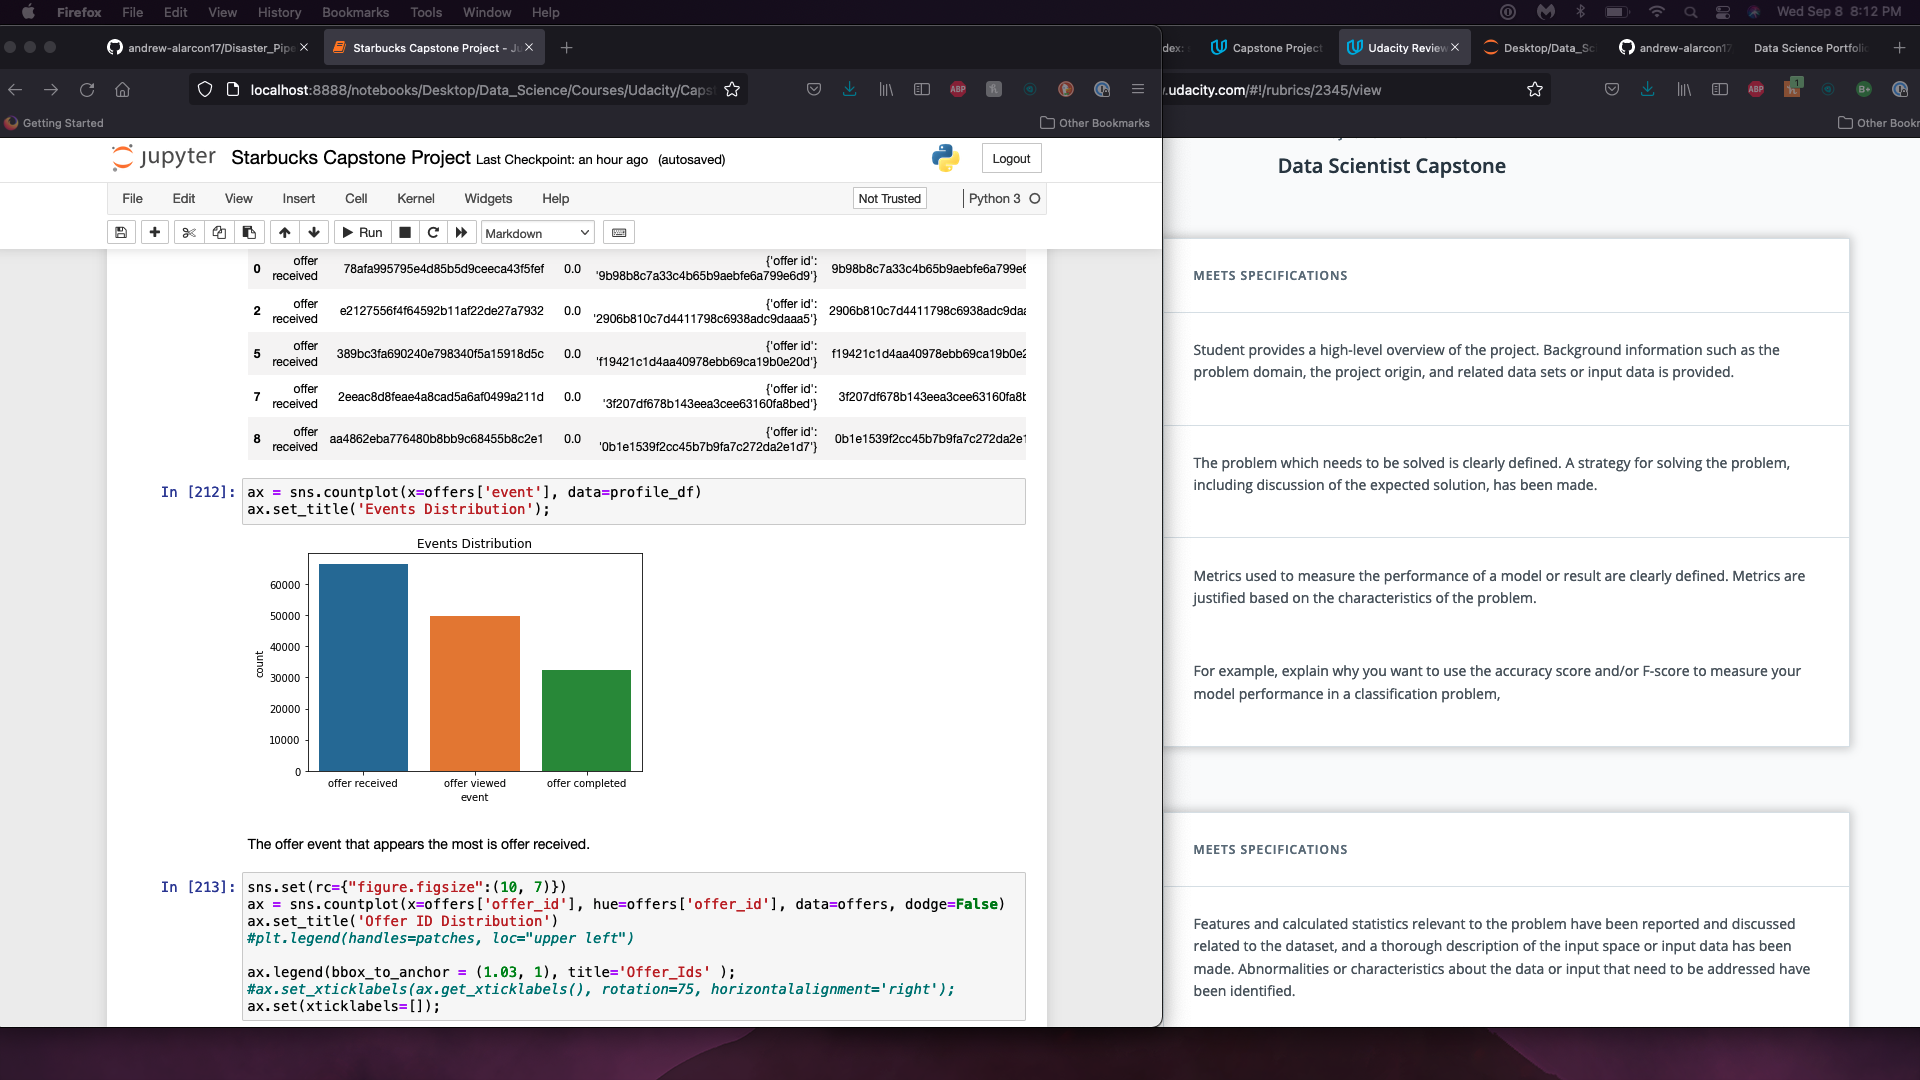 Firefox File Edit View History Bookmarks Tools Window Help
Wed Sep 8 8:12 PM
andrew-alarcon17/Disaster_Pipe
Starbucks Capstone Project - Ju
dex:
Capstone Project
Udacity Review
Desktop/Data_Sc
andrew-alarcon17
Data Science Portfolio
localhost:8888/notebooks/Desktop/Data_Science/Courses/Udacity/Caps
ABP
.udacity.com/#!/rubrics/2345/view
ABP
1
B+
Getting Started
Other Bookmarks
Other Bookm
jupyter Starbucks Capstone Project Last Checkpoint: an hour ago (autosaved)
Logout
File Edit View Insert Cell Kernel Widgets Help
Not Trusted
Python 3
Run
Markdown
0 offer received 78afa995795e4d85b5d9ceeca43f5fef 0.0 {'offer id': '9b98b8c7a33c4b65b9aebfe6a799e6d9'} 9b98b8c7a33c4b65b9aebfe6a799e6
2 offer received e2127556f4f64592b11af22de27a7932 0.0 {'offer id': '2906b810c7d4411798c6938adc9daaa5'} 2906b810c7d4411798c6938adc9daa
5 offer received 389bc3fa690240e798340f5a15918d5c 0.0 {'offer id': 'f19421c1d4aa40978ebb69ca19b0e20d'} f19421c1d4aa40978ebb69ca19b0e2
7 offer received 2eeac8d8feae4a8cad5a6af0499a211d 0.0 {'offer id': '3f207df678b143eea3cee63160fa8bed'} 3f207df678b143eea3cee63160fa8b
8 offer received aa4862eba776480b8bb9c68455b8c2e1 0.0 {'offer id': '0b1e1539f2cc45b7b9fa7c272da2e1d7'} 0b1e1539f2cc45b7b9fa7c272da2e1
In [212]: ax = sns.countplot(x=offers['event'], data=profile_df)
ax.set_title('Events Distribution');
Events Distribution
60000
50000
40000
30000
20000
10000
0
count
offer received
offer viewed
offer completed
event
The offer event that appears the most is offer received.
In [213]: sns.set(rc={"figure.figsize":(10, 7)})
ax = sns.countplot(x=offers['offer_id'], hue=offers['offer_id'], data=offers, dodge=False)
ax.set_title('Offer ID Distribution')
#plt.legend(handles=patches, loc="upper left")
ax.legend(bbox_to_anchor = (1.03, 1), title='Offer_Ids' );
#ax.set_xticklabels(ax.get_xticklabels(), rotation=75, horizontalalignment='right');
ax.set(xticklabels=[]);
Data Scientist Capstone
MEETS SPECIFICATIONS
Student provides a high-level overview of the project. Background information such as the
problem domain, the project origin, and related data sets or input data is provided.
The problem which needs to be solved is clearly defined. A strategy for solving the problem,
including discussion of the expected solution, has been made.
Metrics used to measure the performance of a model or result are clearly defined. Metrics are
justified based on the characteristics of the problem.
For example, explain why you want to use the accuracy score and/or F-score to measure your
model performance in a classification problem,
MEETS SPECIFICATIONS
Features and calculated statistics relevant to the problem have been reported and discussed
related to the dataset, and a thorough description of the input space or input data has been
made. Abnormalities or characteristics about the data or input that need to be addressed have
been identified.